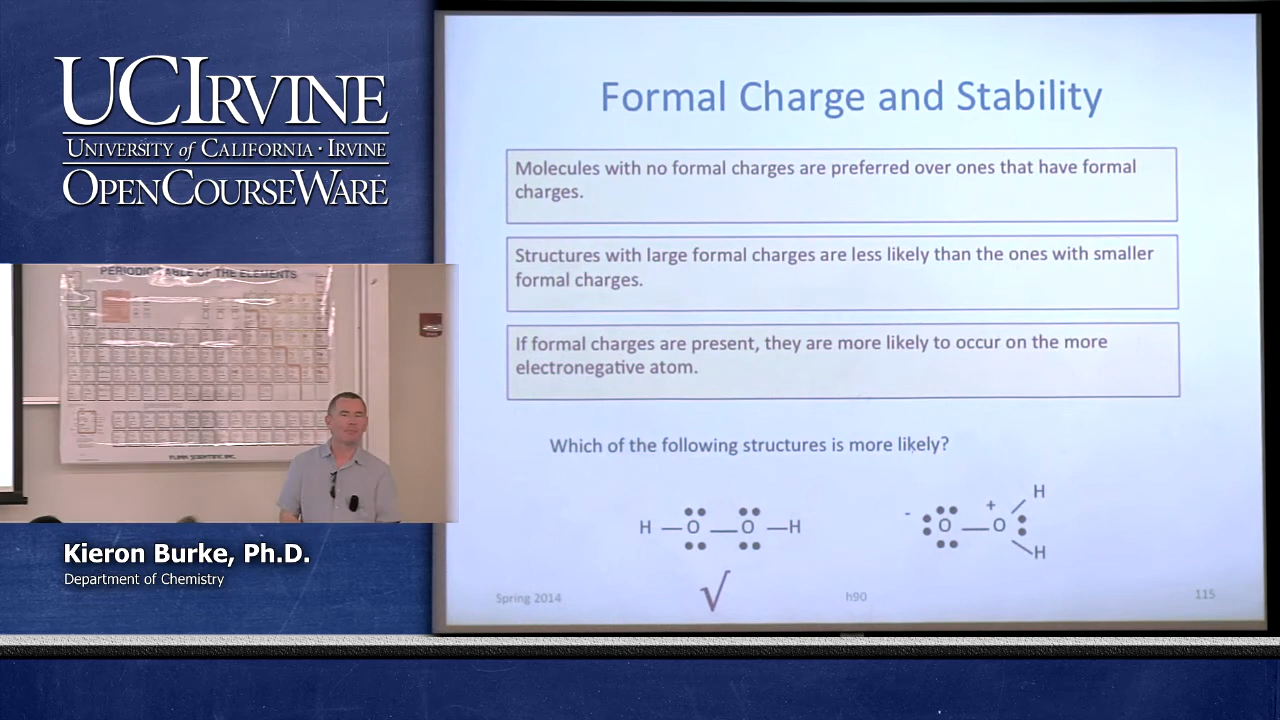 UCIRVINE
UNIVERSITY of CALIFORNIA · IRVINE
OPENCOURSEWARE
PERIODIC TABLE OF THE ELEMENTS
Kieron Burke, Ph.D.
Department of Chemistry
Formal Charge and Stability
Molecules with no formal charges are preferred over ones that have formal
charges.
Structures with large formal charges are less likely than the ones with smaller
formal charges.
If formal charges are present, they are more likely to occur on the more
electronegative atom.
Which of the following structures is more likely?
H — O — O — H
- O — O + H H
√
Spring 2014 h90 115